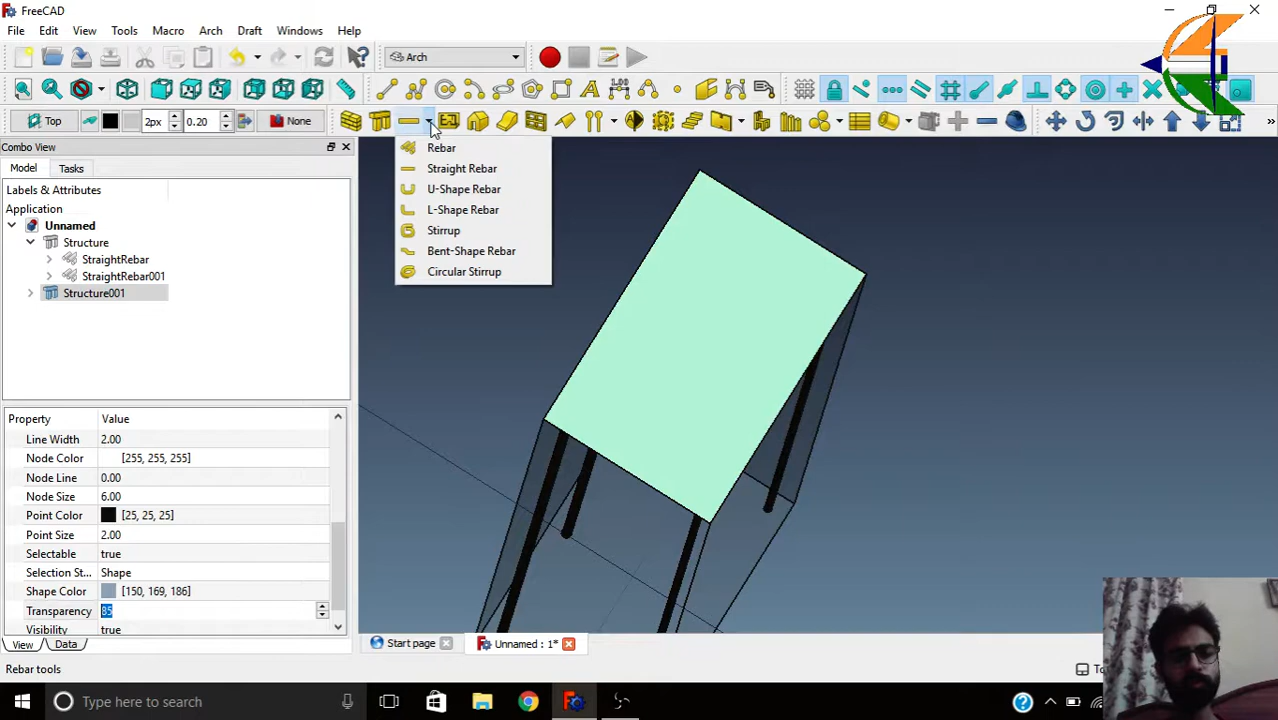 FreeCAD
File Edit View Tools Macro Arch Draft Windows Help
Arch
Top 2px 0.20 None »
Combo View
Model Tasks
Labels & Attributes
Application
Unnamed
Structure
StraightRebar
StraightRebar001
Structure001
Rebar
Straight Rebar
U-Shape Rebar
L-Shape Rebar
Stirrup
Bent-Shape Rebar
Circular Stirrup
Property Value
Line Width 2.00
Node Color [255, 255, 255]
Node Line 0.00
Node Size 6.00
Point Color [25, 25, 25]
Point Size 2.00
Selectable true
Selection St... Shape
Shape Color [150, 169, 186]
Transparency 85
Visibility true
View Data
Start page Unnamed : 1*
Rebar tools
Type here to search